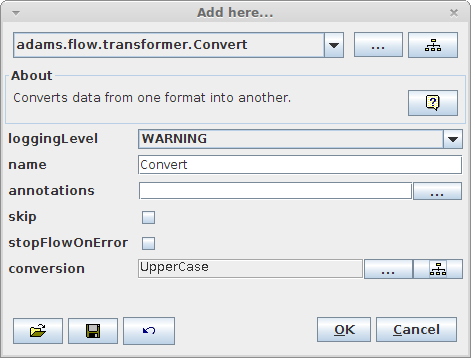 Add here...
adams.flow.transformer.Convert
...
About
Converts data from one format into another.
loggingLevel WARNING
name Convert
annotations ...
skip
stopFlowOnError
conversion UpperCase ...
OK Cancel